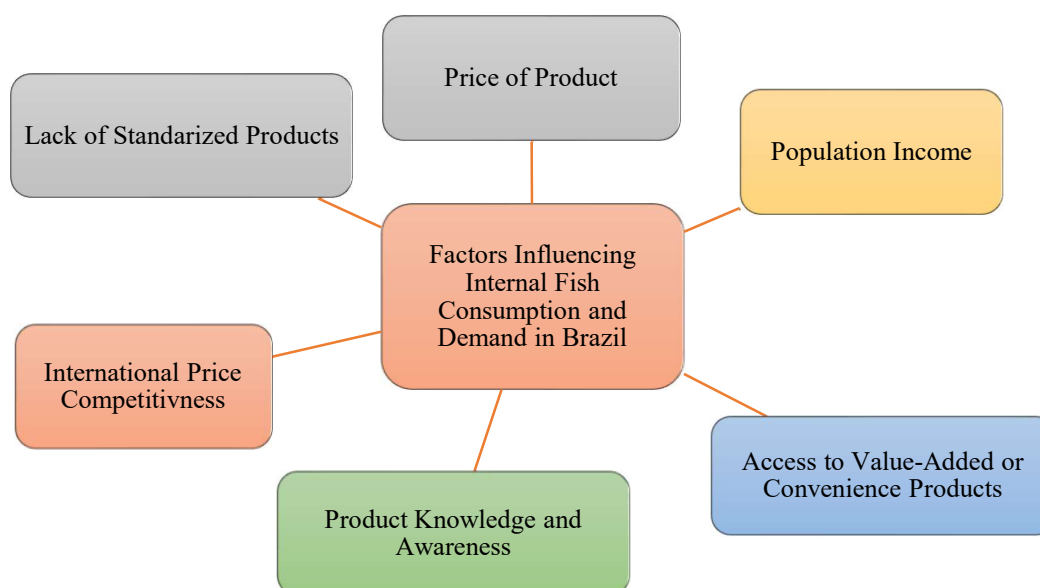 Price of Product
Lack of Standarized Products
Population Income
Factors Influencing
Internal Fish
Consumption and
Demand in Brazil
International Price
Competitivness
Access to Value-Added or
Convenience Products
Product Knowledge and
Awareness